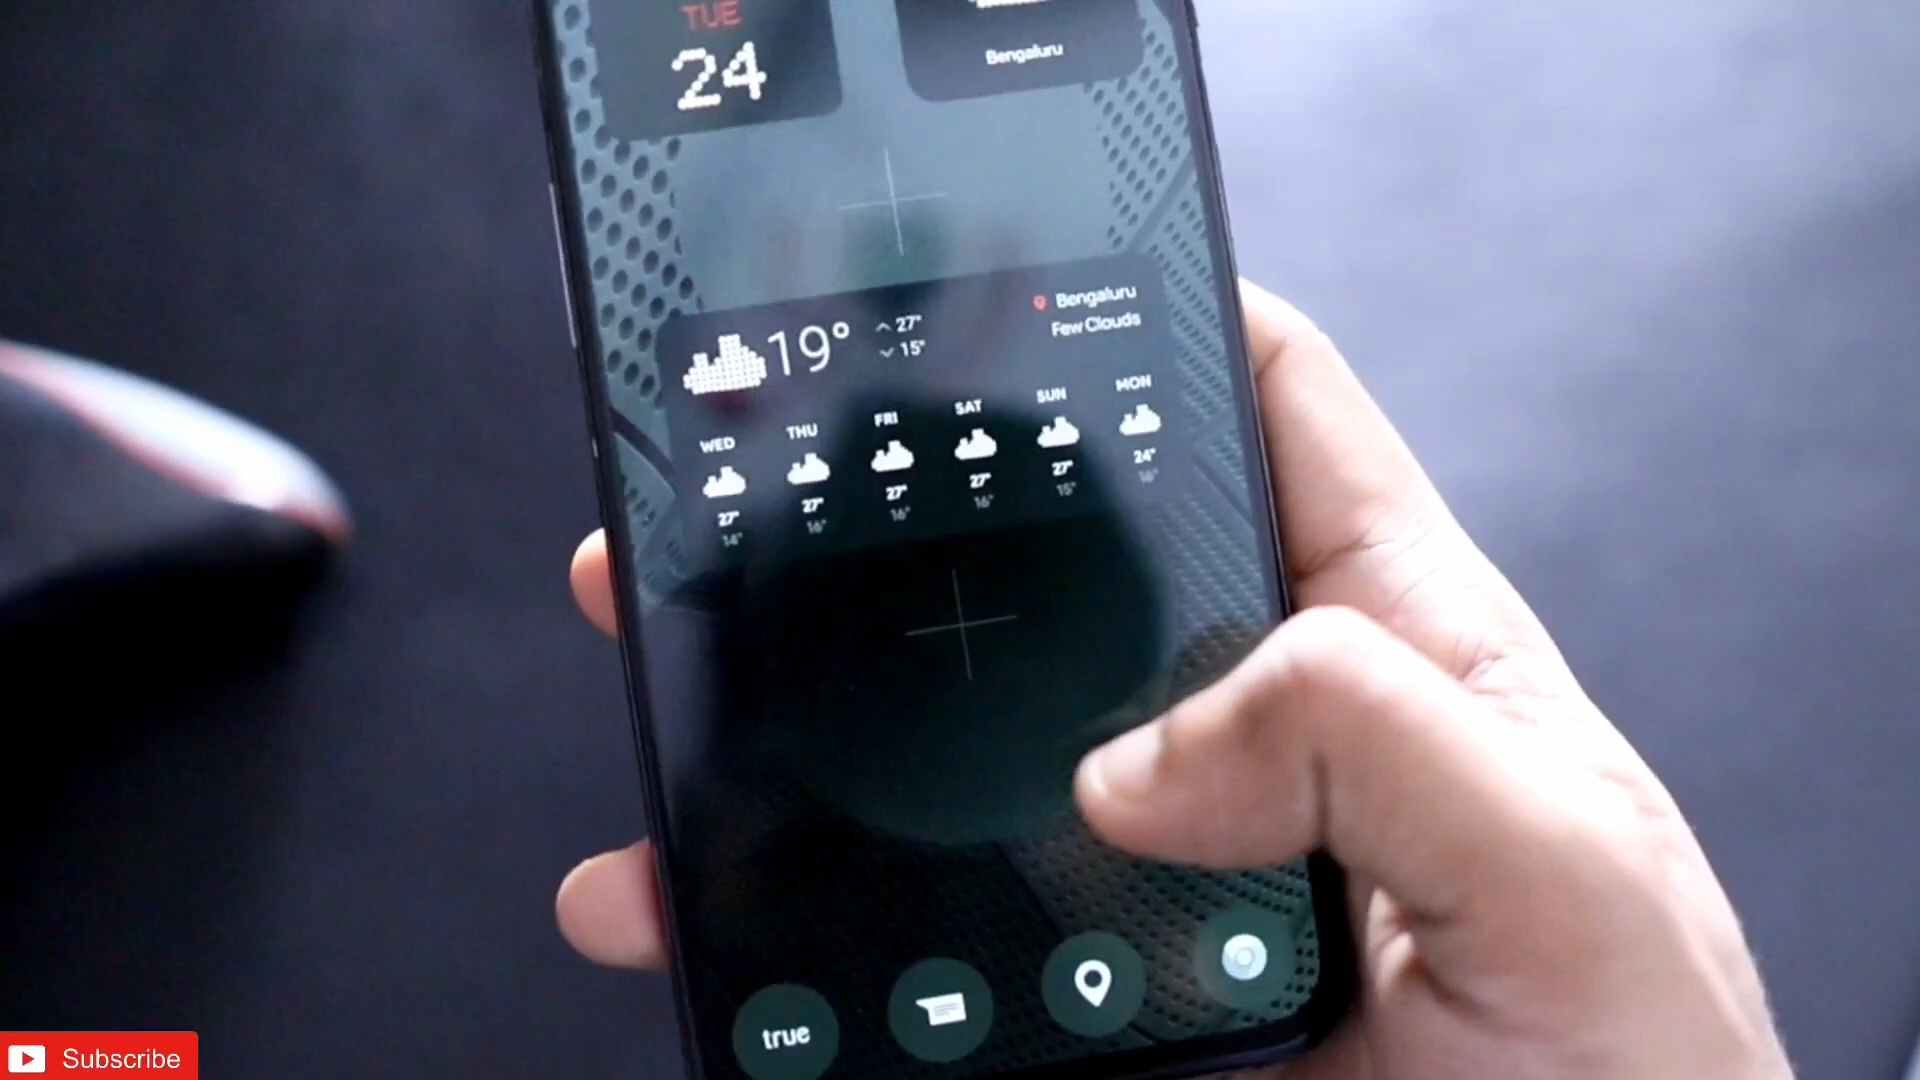 TUE
24
Bengaluru
19° 27° 15°
Bengaluru
Few Clouds
WED THU FRI SAT SUN MON
27° 27° 27° 27° 27° 24°
14° 16° 16° 16° 15° 16°
true
Subscribe